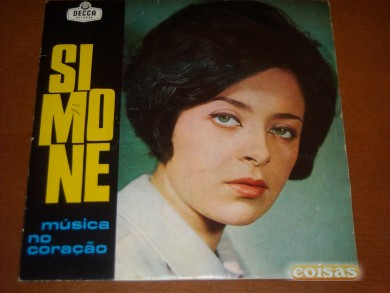 DECCA
SI
MO
NE
música
no
coração
coisas